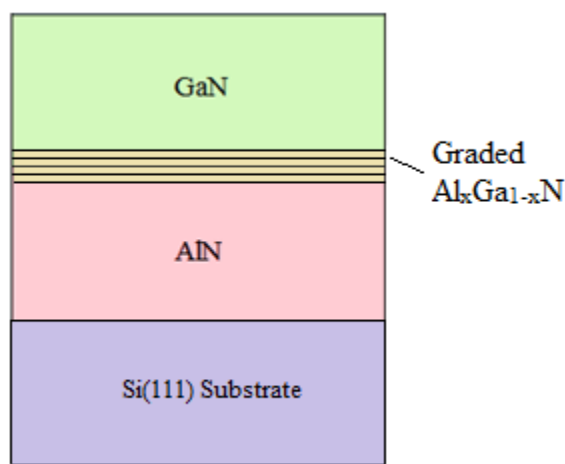 GaN
Graded
AlₓGa₁₋ₓN
AlN
Si(111) Substrate